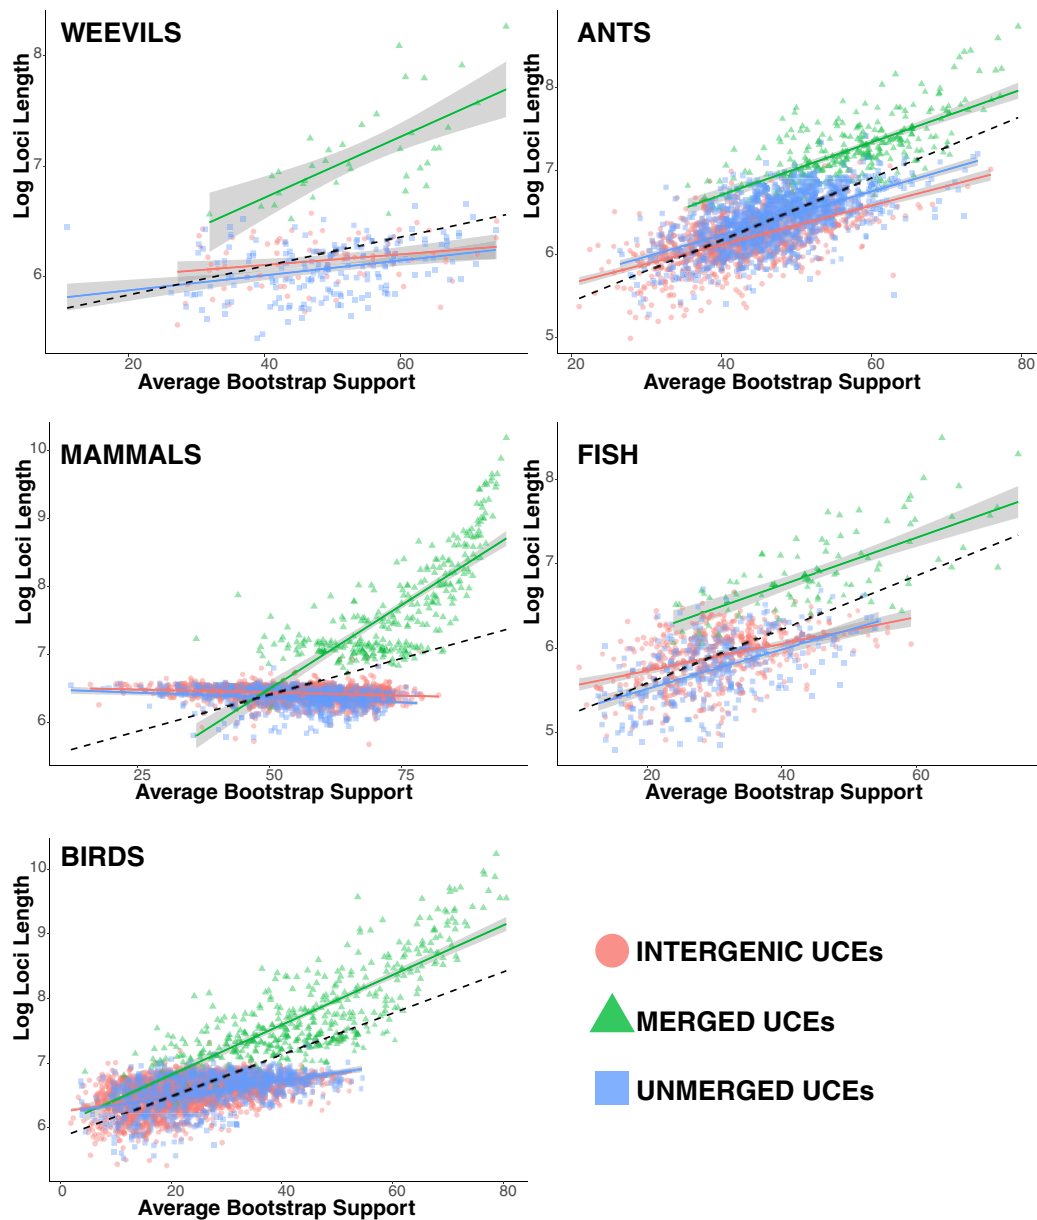 WEEVILS
Log Loci Length
8
7
6
20
40
60
Average Bootstrap Support
ANTS
Log Loci Length
8
7
6
5
20
40
60
80
Average Bootstrap Support
MAMMALS
Log Loci Length
10
9
8
7
6
25
50
75
Average Bootstrap Support
FISH
Log Loci Length
8
7
6
5
20
40
60
Average Bootstrap Support
BIRDS
Log Loci Length
10
9
8
7
6
0
20
40
60
80
Average Bootstrap Support
INTERGENIC UCEs
MERGED UCEs
UNMERGED UCEs